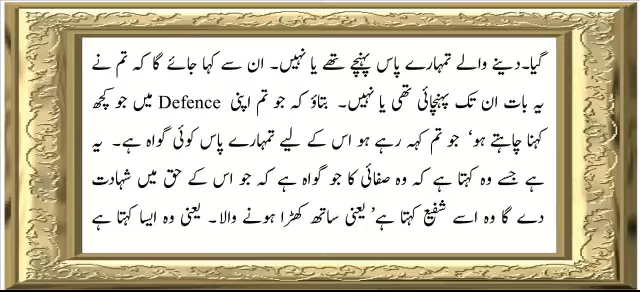 گیا۔دینے والے تمہارے پاس پہنچے تھے یا نہیں۔ ان سے کہا جائے گا کہ تم نے
یہ بات ان تک پہنچائی تھی یا نہیں۔ بتاؤ کہ جو تم اپنی Defence میں جو کچھ
کہنا چاہتے ہو‘ جو تم کہہ رہے ہو اس کے لیے تمہارے پاس کوئی گواہ ہے۔ یہ
ہے جسے وہ کہتا ہے کہ وہ صفائی کا جو گواہ ہے کہ جو اس کے حق میں شہادت
دے گا وہ اسے شفیع کہتا ہے’ یعنی ساتھ کھڑا ہونے والا۔ یعنی وہ ایسا کہتا ہے